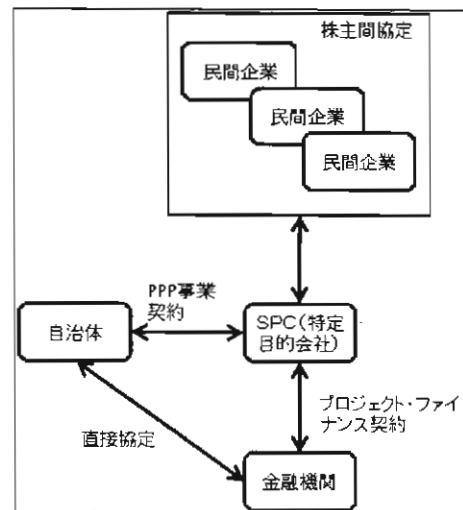 株主間協定
民間企業
民間企業
民間企業
PPP事業
契約
自治体
SPC(特定
目的会社)
プロジェクト・ファイ
ナンス契約
直接協定
金融機関